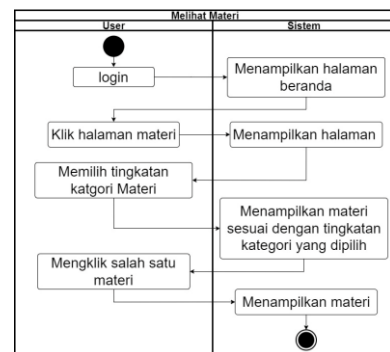 Melihat Materi
User
Sistem
login
Menampilkan halaman
beranda
Klik halaman materi
Menampilkan halaman
Memilih tingkatan
katgori Materi
Menampilkan materi
sesuai dengan tingkatan
kategori yang dipilih
Mengklik salah satu
materi
Menampilkan materi